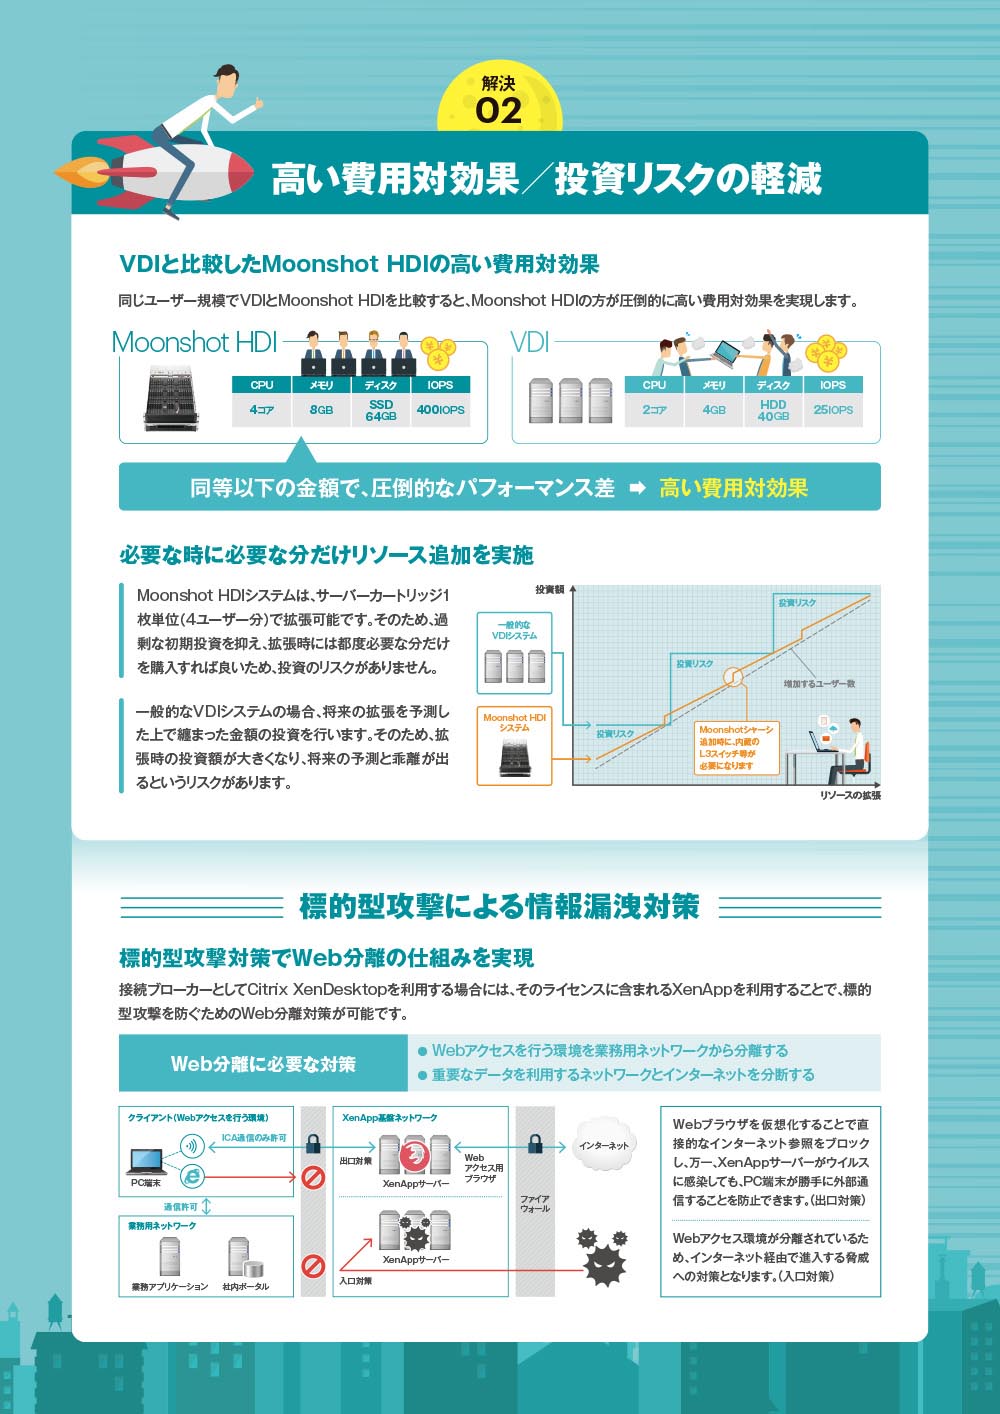 解決
02
高い費用対効果／投資リスクの軽減
VDIと比較したMoonshot HDIの高い費用対効果
同じユーザー規模でVDIとMoonshot HDIを比較すると、Moonshot HDIの方が圧倒的に高い費用対効果を実現します。
Moonshot HDI
CPU メモリ ディスク IOPS
4コア 8GB SSD 64GB 400IOPS
VDI
CPU メモリ ディスク IOPS
2コア 4GB HDD 40GB 25IOPS
同等以下の金額で、圧倒的なパフォーマンス差 ➡ 高い費用対効果
必要な時に必要な分だけリソース追加を実施
Moonshot HDIシステムは、サーバーカートリッジ1
枚単位（4ユーザー分）で拡張可能です。そのため、過
剰な初期投資を抑え、拡張時には都度必要な分だけ
を購入すれば良いため、投資のリスクがありません。
一般的なVDIシステムの場合、将来の拡張を予測し
た上で纏まった金額の投資を行います。そのため、拡
張時の投資額が大きくなり、将来の予測と乖離が出
るというリスクがあります。
投資額
一般的な
VDIシステム
Moonshot HDI
システム
投資リスク
投資リスク
投資リスク
増加するユーザー数
Moonshotシャーシ
追加時に、内蔵の
L3スイッチ等が
必要になります
リソースの拡張
標的型攻撃による情報漏洩対策
標的型攻撃対策でWeb分離の仕組みを実現
接続ブローカーとしてCitrix XenDesktopを利用する場合には、そのライセンスに含まれるXenAppを利用することで、標的
型攻撃を防ぐためのWeb分離対策が可能です。
Web分離に必要な対策
● Webアクセスを行う環境を業務用ネットワークから分離する
● 重要なデータを利用するネットワークとインターネットを分断する
クライアント（Webアクセスを行う環境）
ICA通信のみ許可
PC端末
通信許可
業務用ネットワーク
業務アプリケーション
社内ポータル
XenApp基盤ネットワーク
出口対策
XenAppサーバー
Web
アクセス用
ブラウザ
XenAppサーバー
入口対策
ファイア
ウォール
インターネット
Webブラウザを仮想化することで直
接的なインターネット参照をブロック
し、万一、XenAppサーバーがウイルス
に感染しても、PC端末が勝手に外部通
信することを防止できます。（出口対策）
Webアクセス環境が分離されているた
め、インターネット経由で進入する脅威
への対策となります。（入口対策）